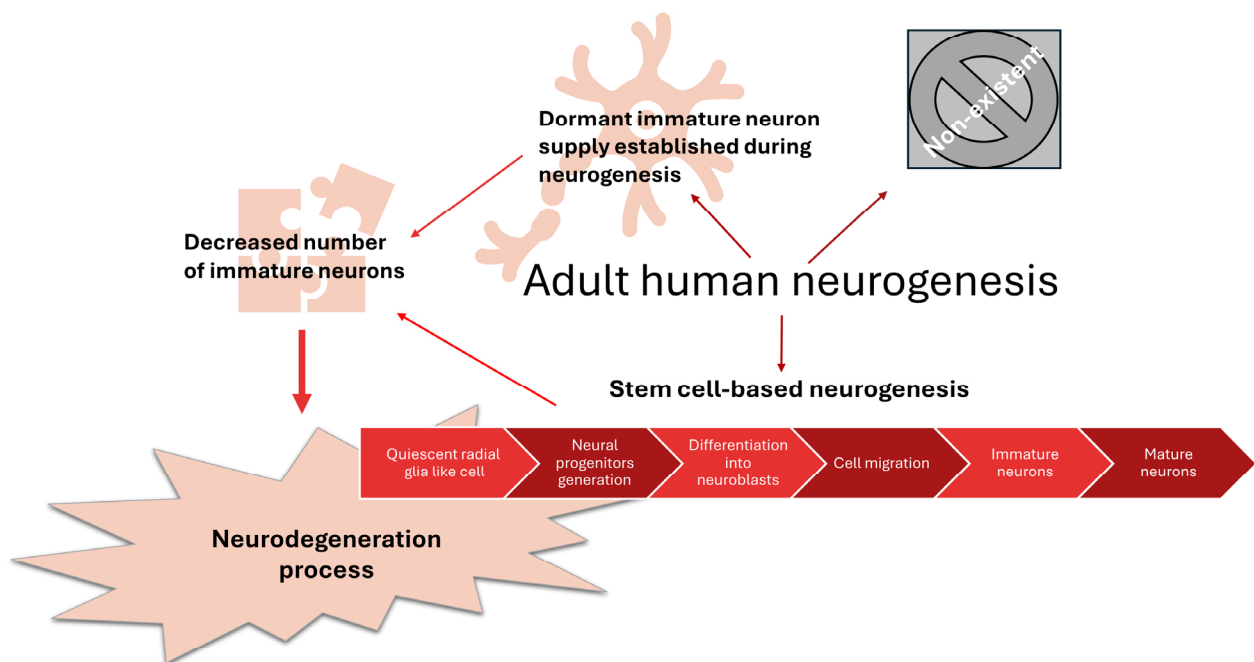 Non-existent
Dormant immature neuron
supply established during
neurogenesis
Decreased number
of immature neurons
Adult human neurogenesis
Stem cell-based neurogenesis
Quiescent radial
glia like cell
Neural
progenitors
generation
Differentiation
into
neuroblasts
Cell migration
Immature
neurons
Mature
neurons
Neurodegeneration
process